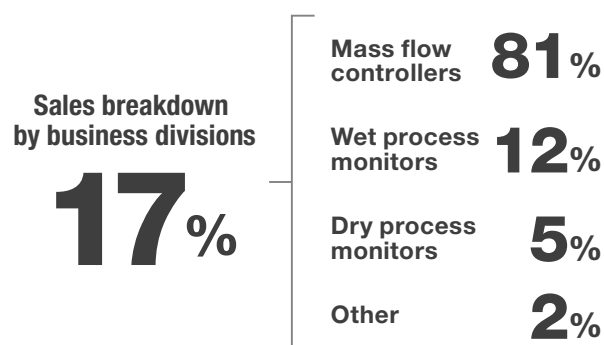 Sales breakdown
by business divisions
17%
Mass flow
controllers
81%
Wet process
monitors
12%
Dry process
monitors
5%
Other
2%